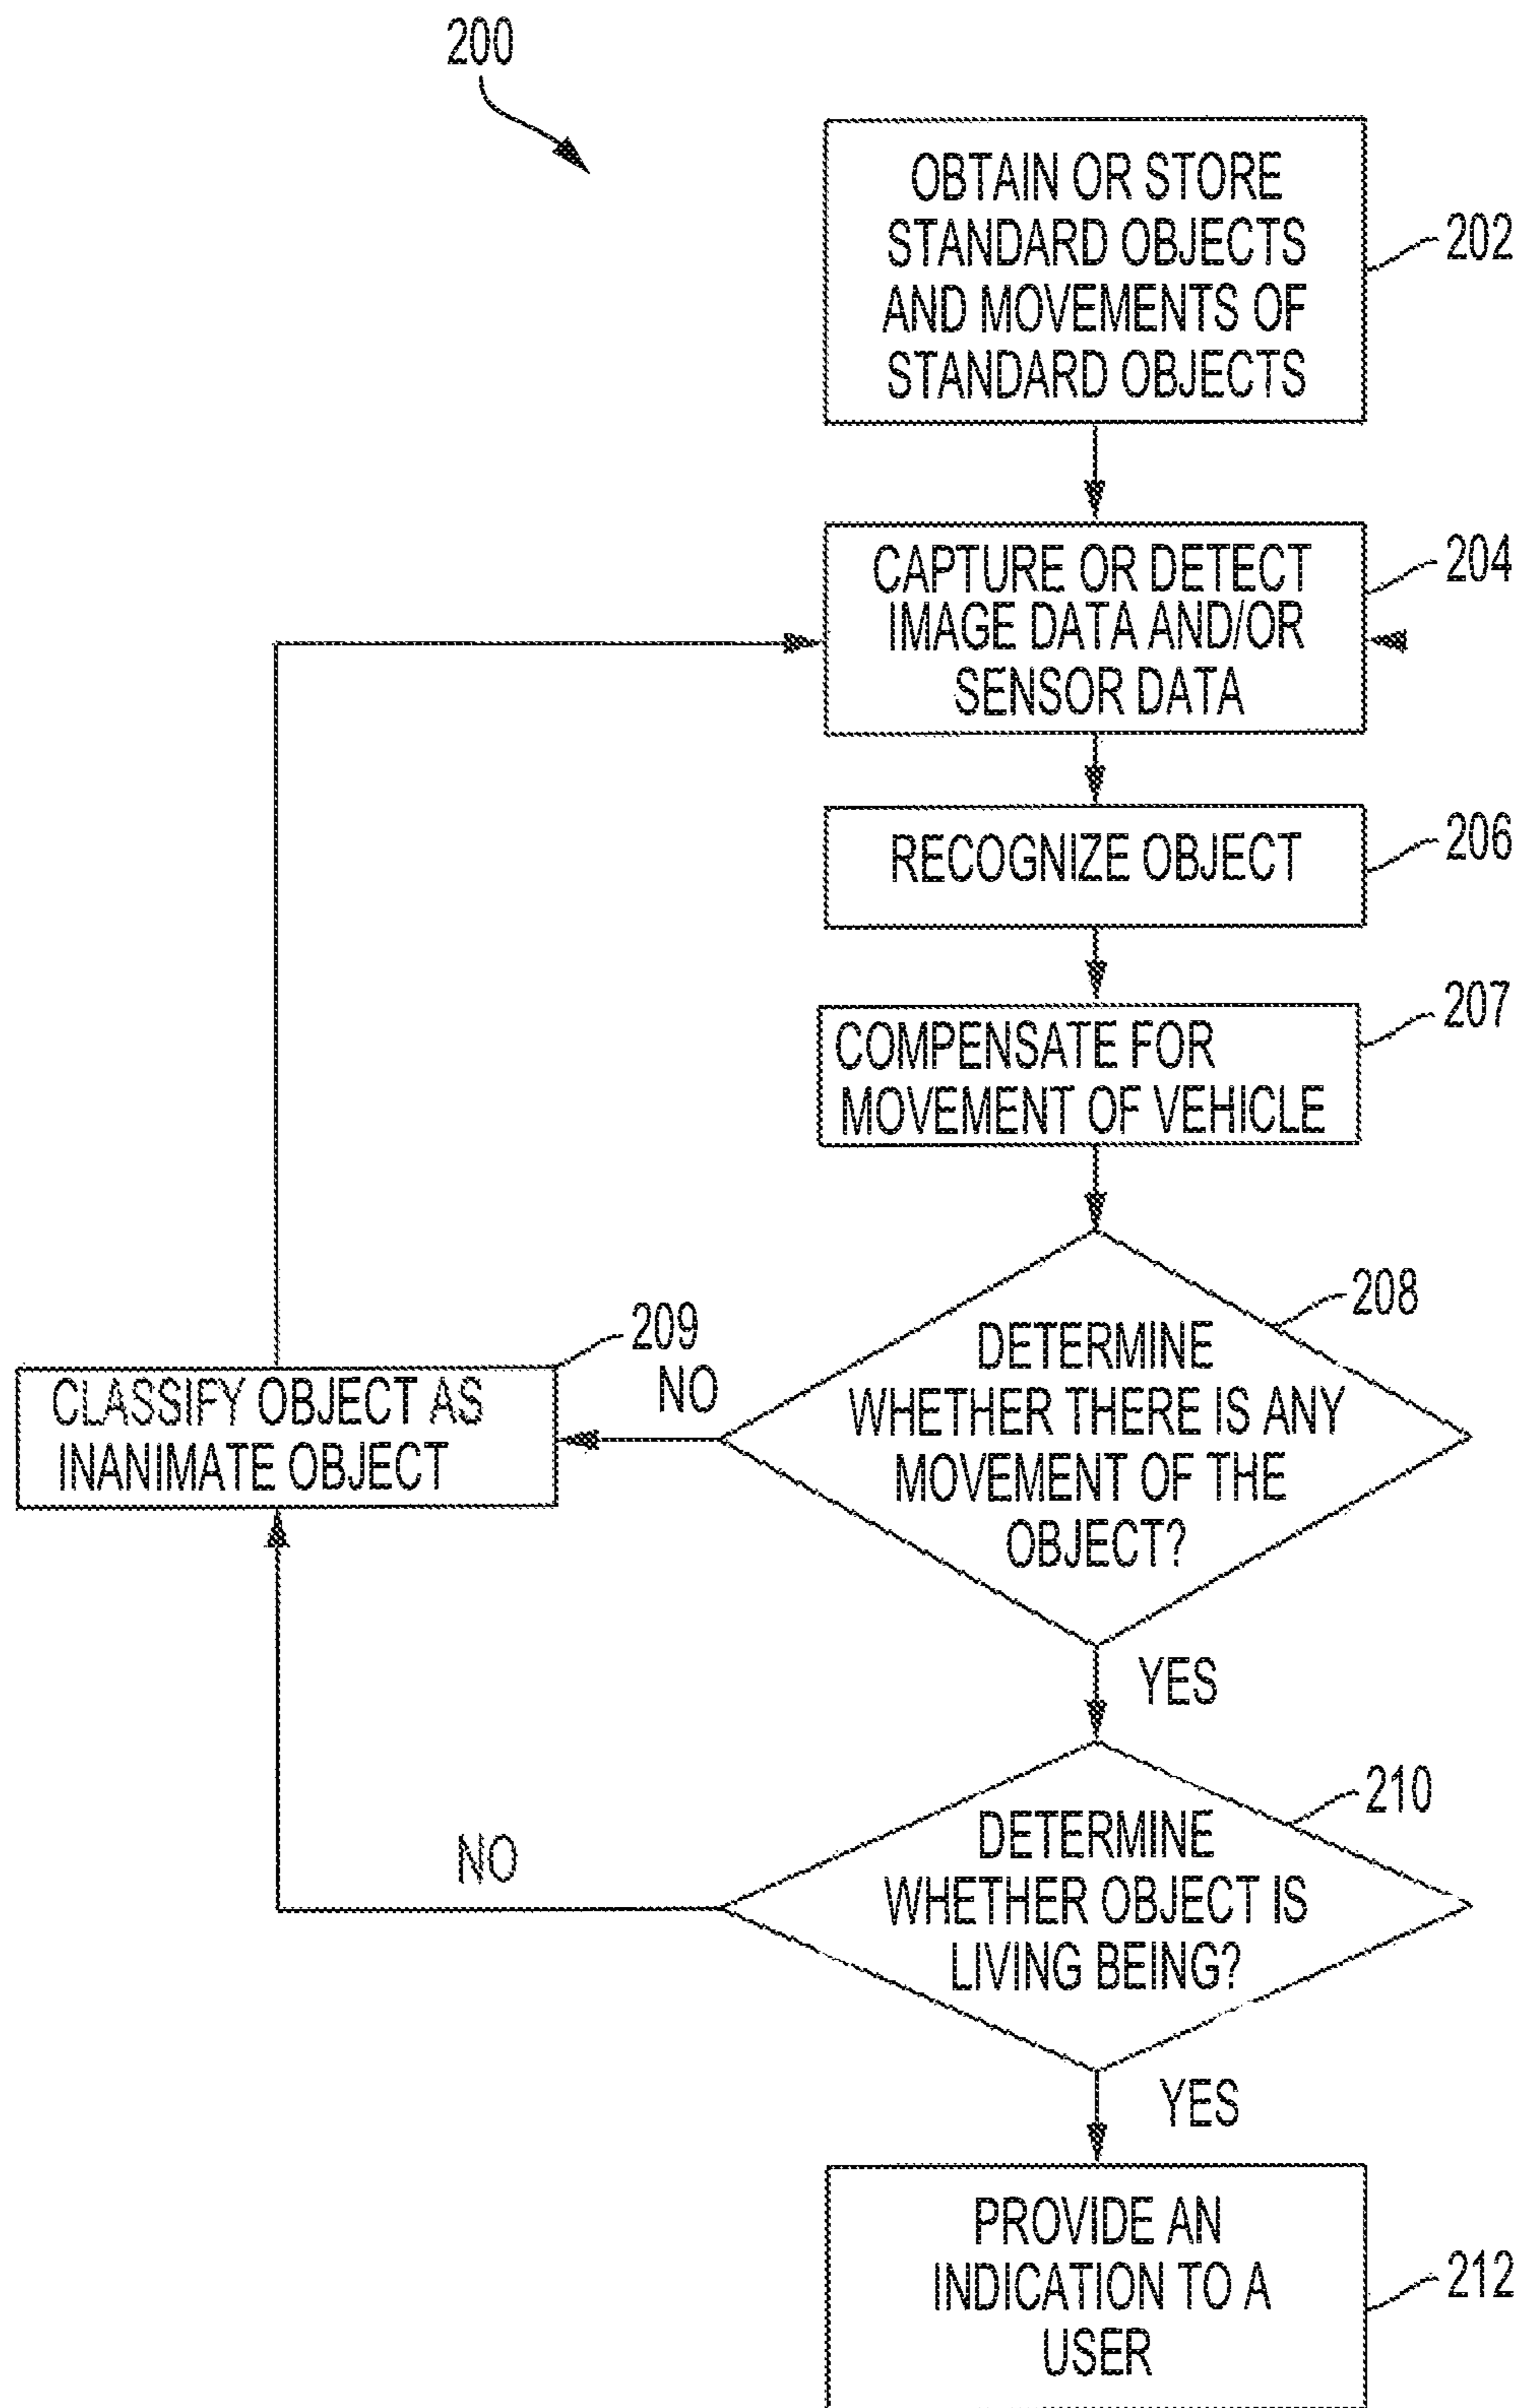 200
OBTAIN OR STORE
STANDARD OBJECTS
AND MOVEMENTS OF
STANDARD OBJECTS
202
CAPTURE OR DETECT
IMAGE DATA AND/OR
SENSOR DATA
204
RECOGNIZE OBJECT
206
COMPENSATE FOR
MOVEMENT OF VEHICLE
207
DETERMINE
WHETHER THERE IS ANY
MOVEMENT OF THE
OBJECT?
208
NO
209
CLASSIFY OBJECT AS
INANIMATE OBJECT
YES
DETERMINE
WHETHER OBJECT IS
LIVING BEING?
210
NO
YES
PROVIDE AN
INDICATION TO A
USER
212